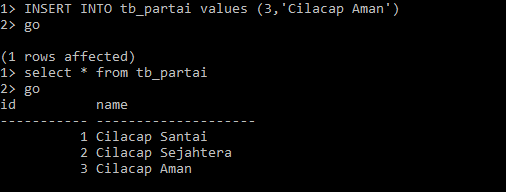 1> INSERT INTO tb_partai values (3,'Cilacap Aman')
2> go
(1 rows affected)
1> select * from tb_partai
2> go
id          name
----------- --------------------
          1 Cilacap Santai
          2 Cilacap Sejahtera
          3 Cilacap Aman